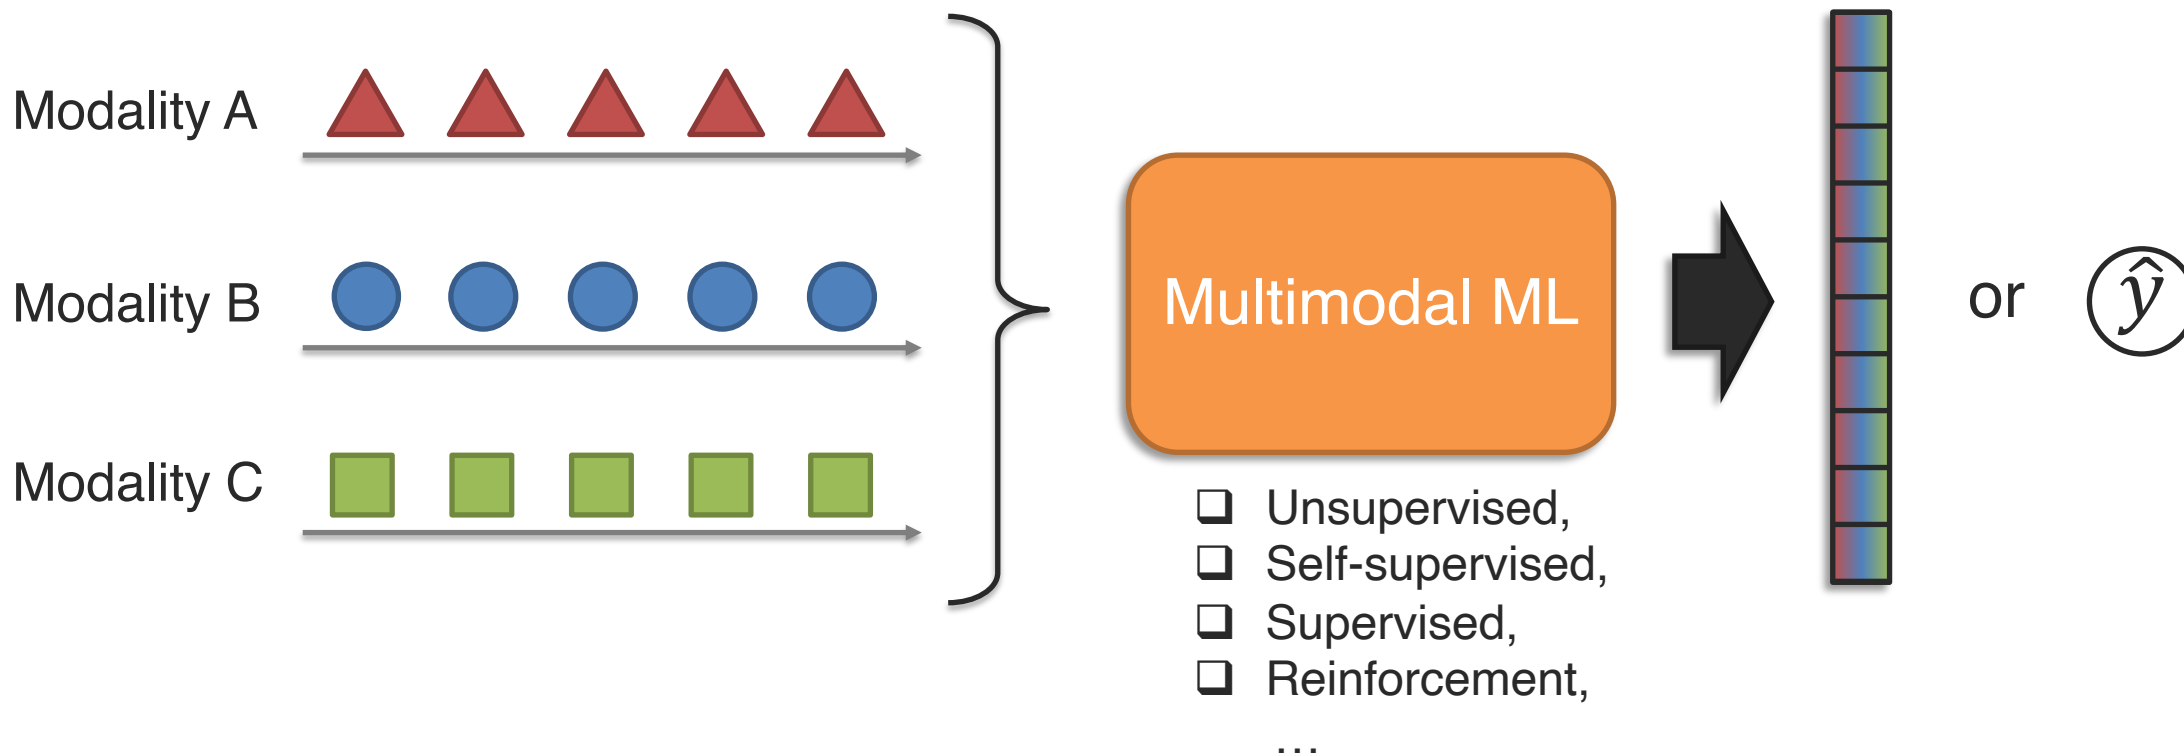 Modality A
Modality B
Modality C
Multimodal ML
❑ Unsupervised,
❑ Self-supervised,
❑ Supervised,
❑ Reinforcement,
...
or
ŷ